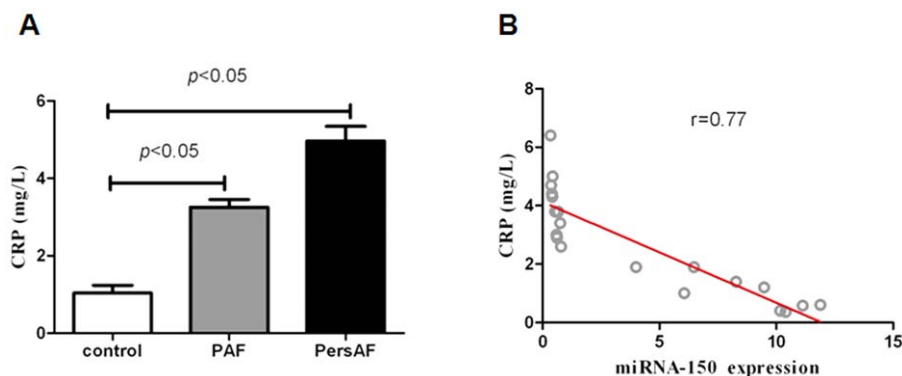 A
p<0.05
p<0.05
CRP (mg/L)
6
4
2
0
control PAF PersAF
B
r=0.77
CRP (mg/L)
8
6
4
2
0
0 5 10 15
miRNA-150 expression